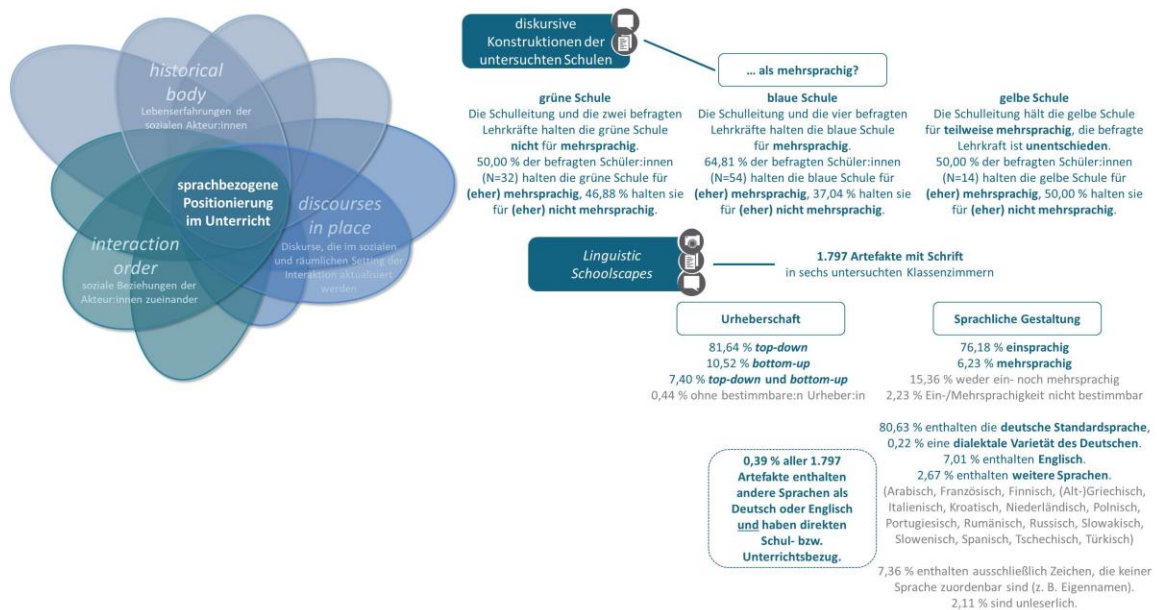 historical
body
Lebenserfahrungen der
sozialen Akteur:innen
sprachbezogene
Positionierung
im Unterricht
discourses
in place
Diskurse, die im sozialen
und räumlichen Setting der
Interaktion aktualisiert
werden
interaction
order
soziale Beziehungen der
Akteur:innen zueinander
diskursive
Konstruktionen der
untersuchten Schulen
... als mehrsprachig?
grüne Schule
Die Schulleitung und die zwei befragten
Lehrkräfte halten die grüne Schule
nicht für mehrsprachig.
50,00 % der befragten Schüler:innen
(N=32) halten die grüne Schule für
(eher) mehrsprachig, 46,88 % halten sie
für (eher) nicht mehrsprachig.
blaue Schule
Die Schulleitung und die vier befragten
Lehrkräfte halten die blaue Schule
für mehrsprachig.
64,81 % der befragten Schüler:innen
(N=54) halten die blaue Schule für
(eher) mehrsprachig, 37,04 % halten sie
für (eher) nicht mehrsprachig.
gelbe Schule
Die Schulleitung hält die gelbe Schule
für teilweise mehrsprachig, die befragte
Lehrkraft ist unentschieden.
50,00 % der befragten Schüler:innen
(N=14) halten die gelbe Schule für
(eher) mehrsprachig, 50,00 % halten sie
für (eher) nicht mehrsprachig.
Linguistic
Schoolscapes
1.797 Artefakte mit Schrift
in sechs untersuchten Klassenzimmern
Urheberschaft
81,64 % top-down
10,52 % bottom-up
7,40 % top-down und bottom-up
0,44 % ohne bestimmbare:n Urheber:in
Sprachliche Gestaltung
76,18 % einsprachig
6,23 % mehrsprachig
15,36 % weder ein- noch mehrsprachig
2,23 % Ein-/Mehrsprachigkeit nicht bestimmbar
0,39 % aller 1.797
Artefakte enthalten
andere Sprachen als
Deutsch oder Englisch
und haben direkten
Schul- bzw.
Unterrichtsbezug.
80,63 % enthalten die deutsche Standardsprache,
0,22 % eine dialektale Varietät des Deutschen.
7,01 % enthalten Englisch.
2,67 % enthalten weitere Sprachen.
(Arabisch, Französisch, Finnisch, (Alt-)Griechisch,
Italienisch, Kroatisch, Niederländisch, Polnisch,
Portugiesisch, Rumänisch, Russisch, Slowakisch,
Slowenisch, Spanisch, Tschechisch, Türkisch)
7,36 % enthalten ausschließlich Zeichen, die keiner
Sprache zuordenbar sind (z. B. Eigennamen).
2,11 % sind unleserlich.